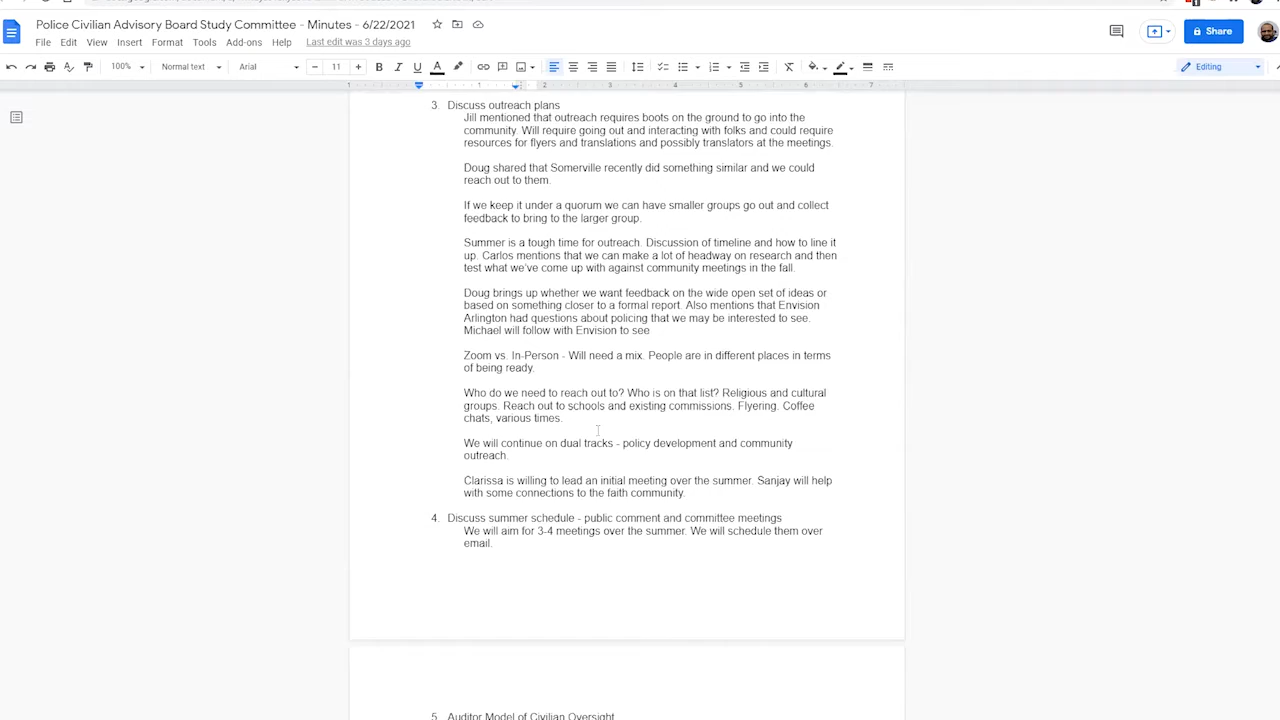 Police Civilian Advisory Board Study Committee - Minutes - 6/22/2021
File Edit View Insert Format Tools Add-ons Help Last edit was 3 days ago
Share
100% Normal text Arial 11 B I U A Editing
1 1 2 3 4 5 6 7
3. Discuss outreach plans
Jill mentioned that outreach requires boots on the ground to go into the
community. Will require going out and interacting with folks and could require
resources for flyers and translations and possibly translators at the meetings.
Doug shared that Somerville recently did something similar and we could
reach out to them.
If we keep it under a quorum we can have smaller groups go out and collect
feedback to bring to the larger group.
Summer is a tough time for outreach. Discussion of timeline and how to line it
up. Carlos mentions that we can make a lot of headway on research and then
test what we've come up with against community meetings in the fall.
Doug brings up whether we want feedback on the wide open set of ideas or
based on something closer to a formal report. Also mentions that Envision
Arlington had questions about policing that we may be interested to see.
Michael will follow with Envision to see
Zoom vs. In-Person - Will need a mix. People are in different places in terms
of being ready.
Who do we need to reach out to? Who is on that list? Religious and cultural
groups. Reach out to schools and existing commissions. Flyering. Coffee
chats, various times.
We will continue on dual tracks - policy development and community
outreach.
Clarissa is willing to lead an initial meeting over the summer. Sanjay will help
with some connections to the faith community.
4. Discuss summer schedule - public comment and committee meetings
We will aim for 3-4 meetings over the summer. We will schedule them over
email.
5. Auditor Model of Civilian Oversight